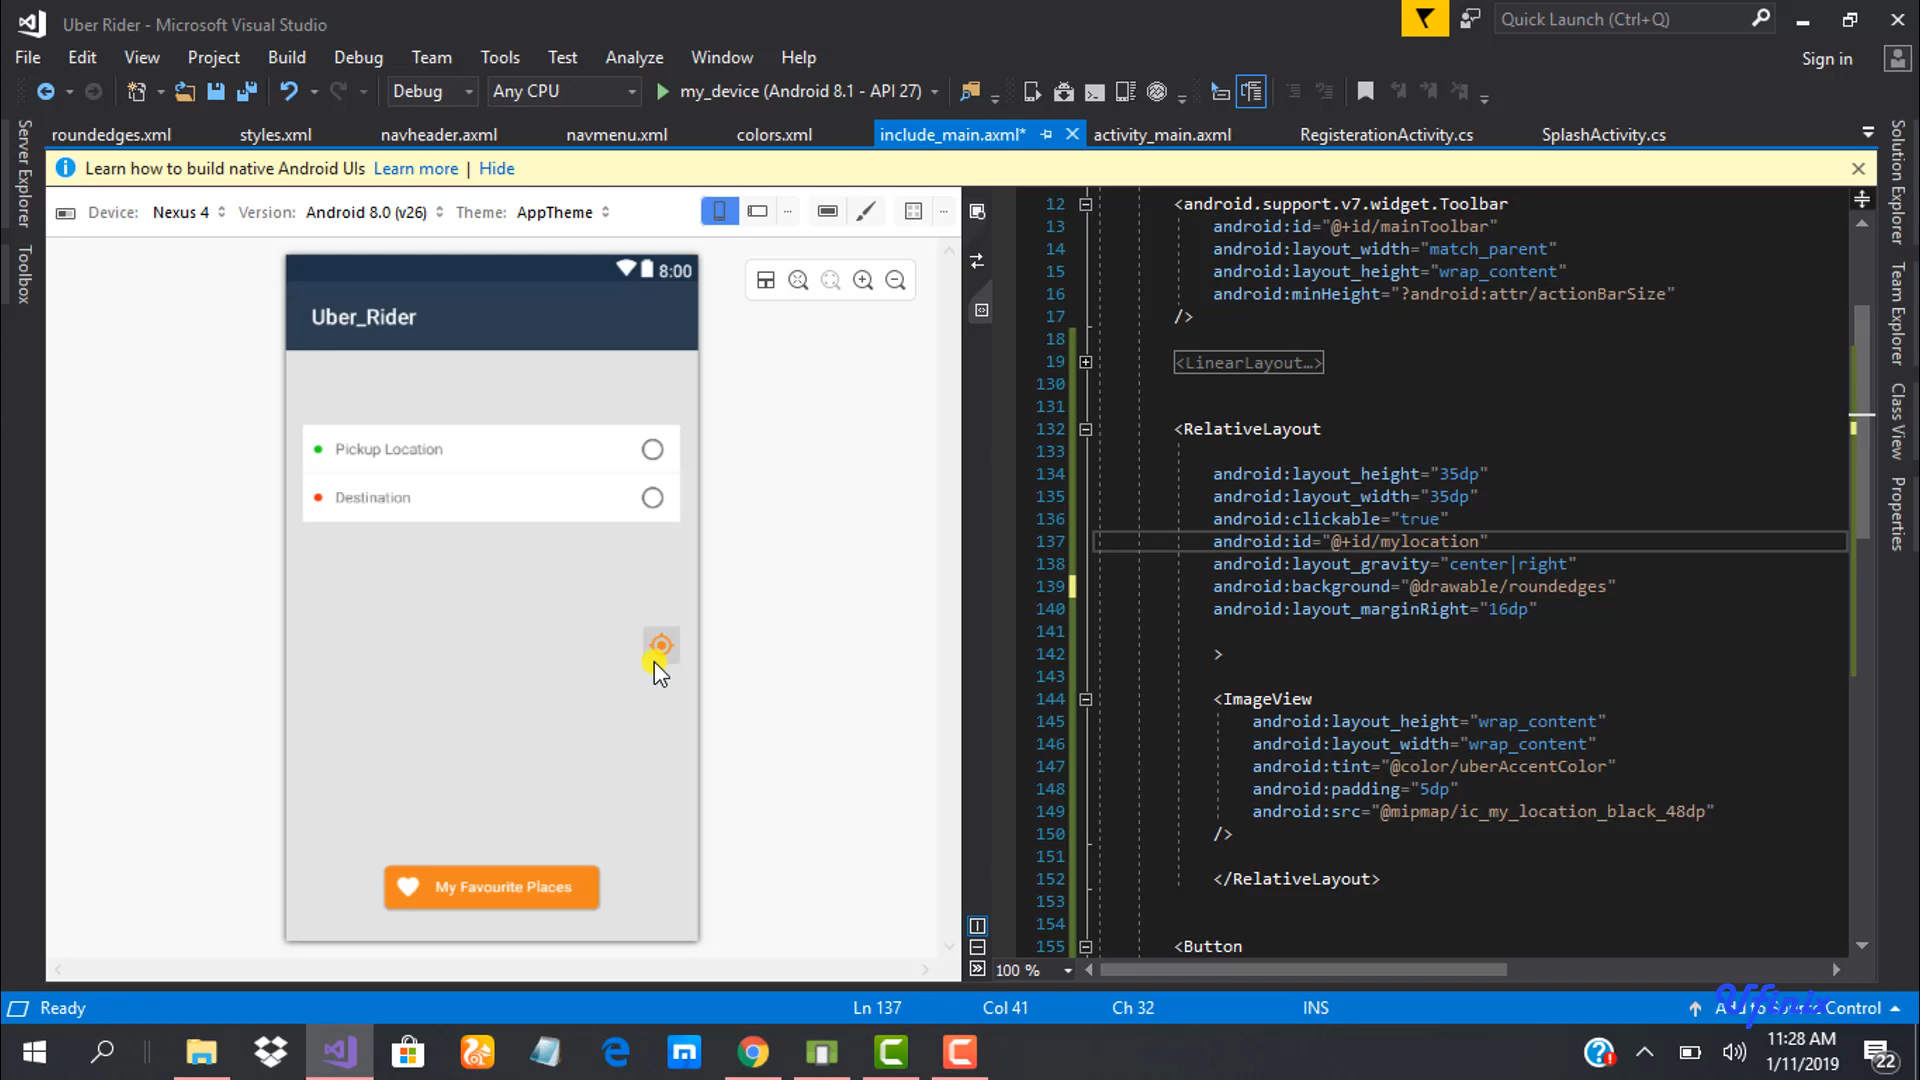 Uber Rider - Microsoft Visual Studio
Quick Launch (Ctrl+Q)
File Edit View Project Build Debug Team Tools Test Analyze Window Help
Sign in
Debug Any CPU my_device (Android 8.1 - API 27)
roundedges.xml styles.xml navheader.axml navmenu.xml colors.xml include_main.axml* activity_main.axml RegisterationActivity.cs SplashActivity.cs
Learn how to build native Android UIs Learn more | Hide
Server Explorer
Toolbox
Device: Nexus 4 Version: Android 8.0 (v26) Theme: AppTheme
8:00
Uber_Rider
Pickup Location
Destination
My Favourite Places
12 <android.support.v7.widget.Toolbar
13 android:id="@+id/mainToolbar"
14 android:layout_width="match_parent"
15 android:layout_height="wrap_content"
16 android:minHeight="?android:attr/actionBarSize"
17 />
18
19 <LinearLayout…>
130
131
132 <RelativeLayout
133
134 android:layout_height="35dp"
135 android:layout_width="35dp"
136 android:clickable="true"
137 android:id="@+id/mylocation"
138 android:layout_gravity="center|right"
139 android:background="@drawable/roundedges"
140 android:layout_marginRight="16dp"
141
142 >
143
144 <ImageView
145 android:layout_height="wrap_content"
146 android:layout_width="wrap_content"
147 android:tint="@color/uberAccentColor"
148 android:padding="5dp"
149 android:src="@mipmap/ic_my_location_black_48dp"
150 />
151
152 </RelativeLayout>
153
154
155 <Button
100 %
Solution Explorer
Team Explorer
Class View
Properties
Ready Ln 137 Col 41 Ch 32 INS Add to Source Control
11:28 AM
1/11/2019
22